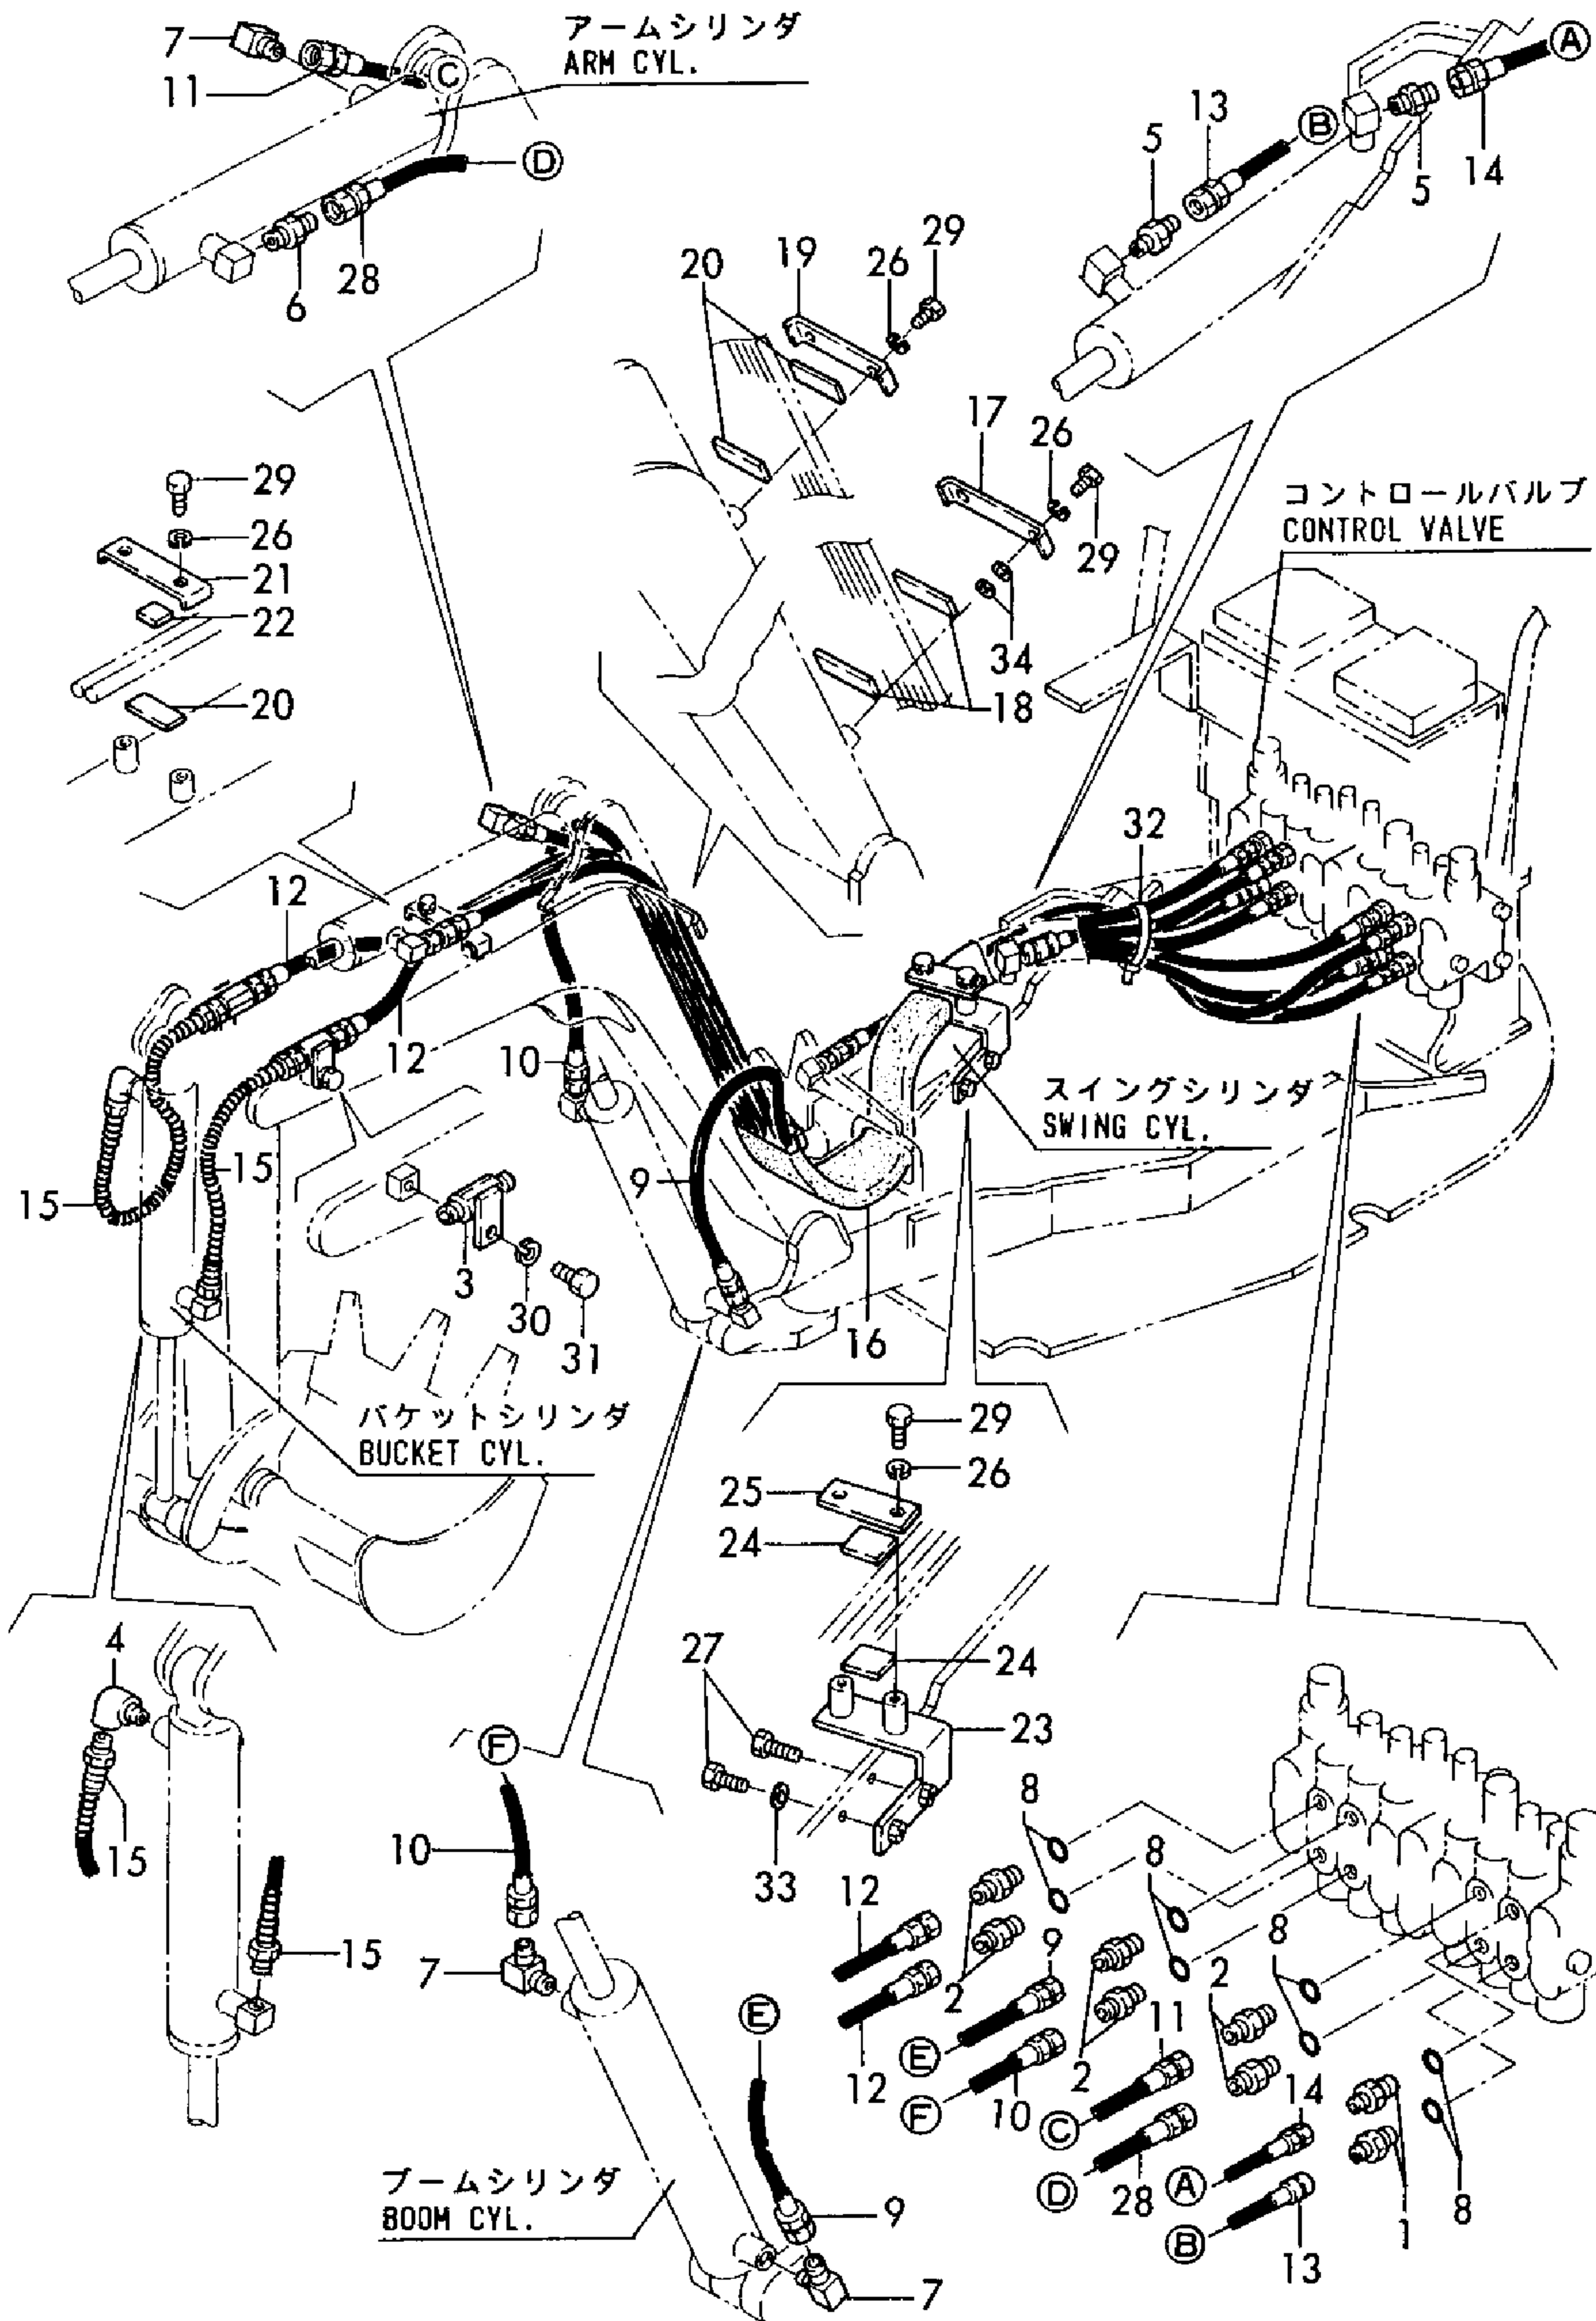 7
アームシリンダ
ARM CYL.
11
C
D
6
28
A
13
B
5
5
14
29
19
26
20
17
26
29
コントロールバルブ
CONTROL VALVE
29
26
21
22
20
34
18
32
12
12
10
スイングシリンダ
SWING CYL.
15
15
9
3
30
31
16
バケットシリンダ
BUCKET CYL.
29
26
25
24
4
27
24
23
F
15
10
33
8
8
12
15
7
2
9
8
2
E
E
12
F
10
2
11
C
14
D
28
A
1
8
B
13
ブームシリンダ
BOOM CYL.
9
7